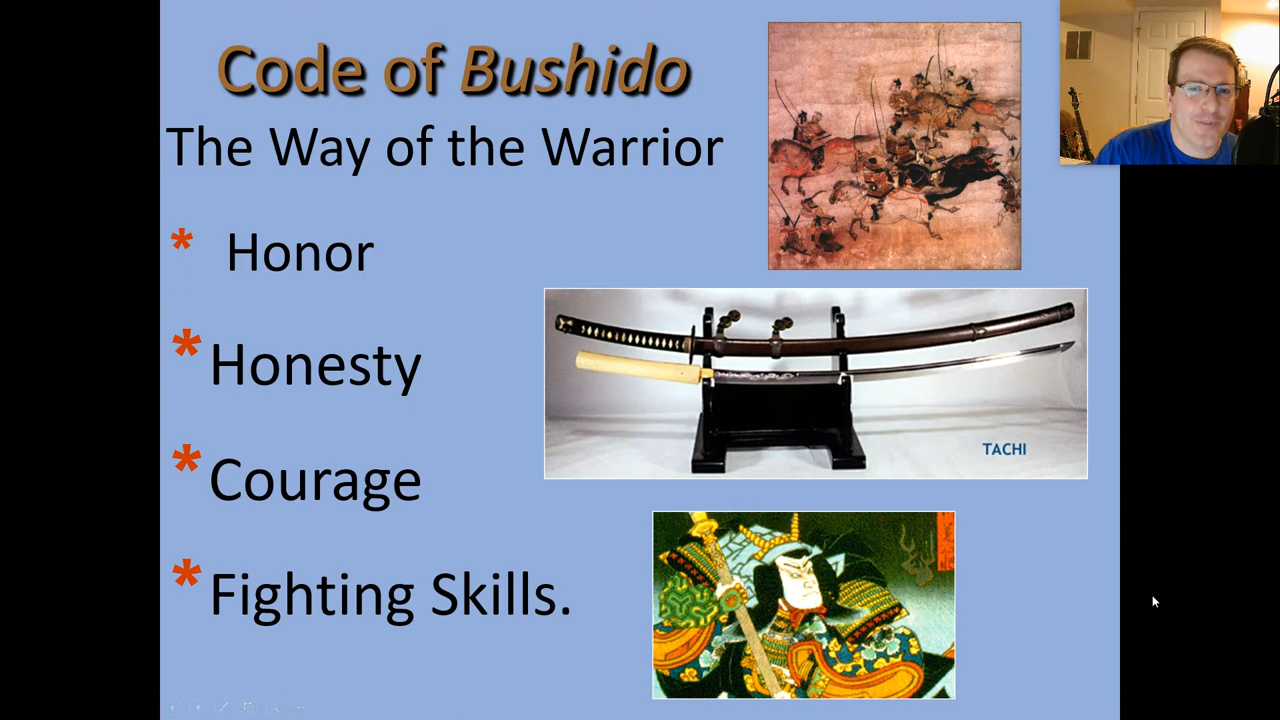 Code of Bushido
The Way of the Warrior
* Honor
* Honesty
* Courage
* Fighting Skills.
TACHI